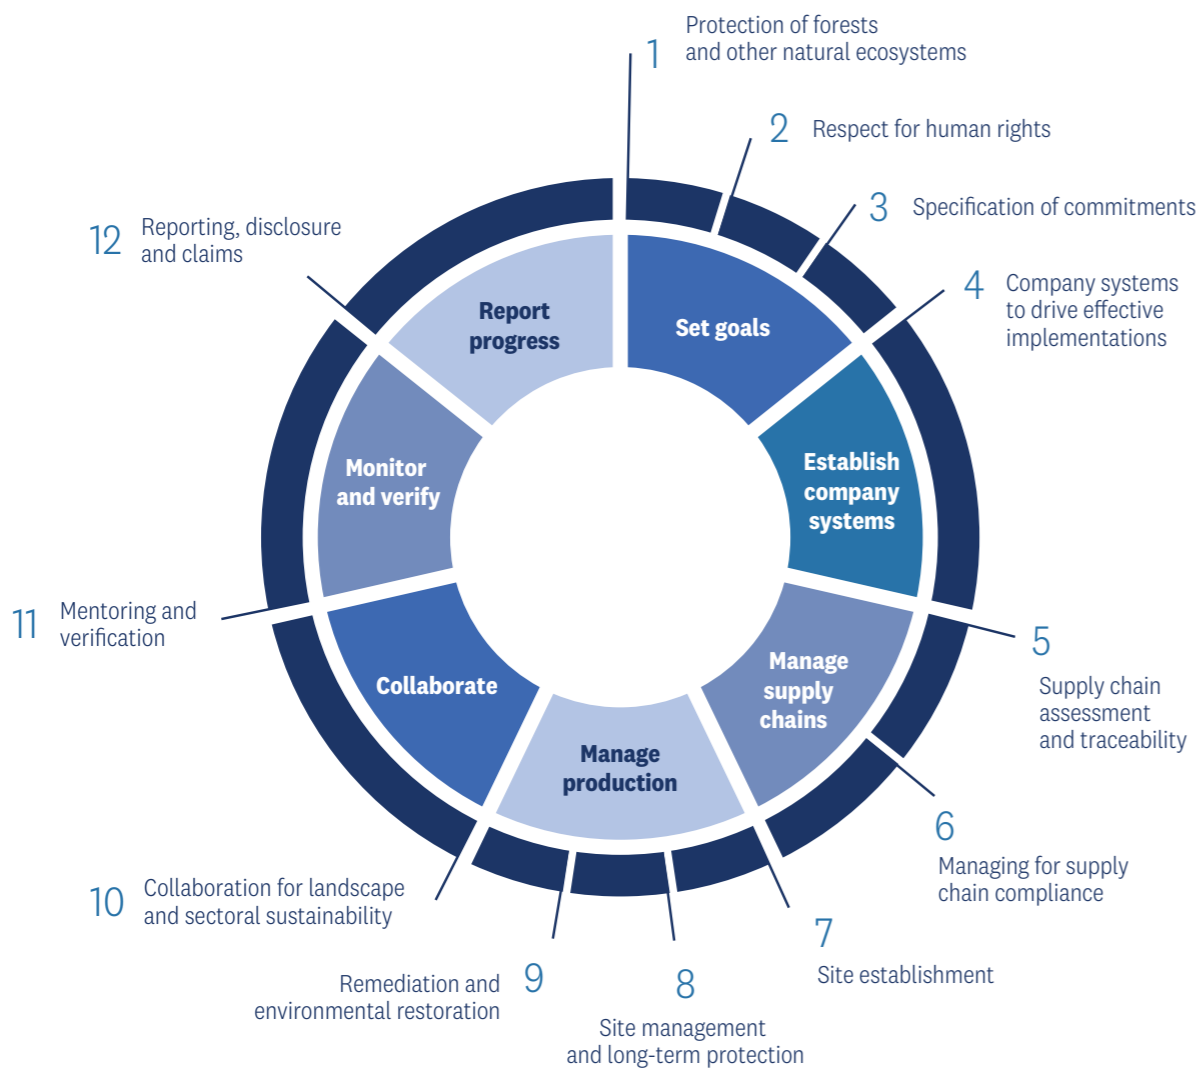 1
Protection of forests
and other natural ecosystems
2
Respect for human rights
3
Specification of commitments
4
Company systems
to drive effective
implementations
5
Supply chain
assessment
and traceability
6
Managing for supply
chain compliance
7
Site establishment
8
Site management
and long-term protection
9
Remediation and
environmental restoration
10
Collaboration for landscape
and sectoral sustainability
11
Mentoring and
verification
12
Reporting, disclosure
and claims
Set goals
Establish
company
systems
Manage
supply
chains
Manage
production
Collaborate
Monitor
and verify
Report
progress